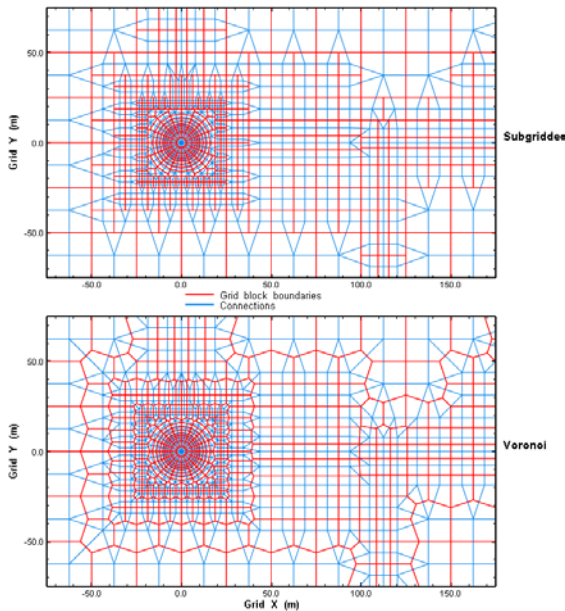 50.0
0.0
-50.0
Grid Y (m)
Subgridded
-50.0 0.0 50.0 100.0 150.0
Grid block boundaries
Connections
50.0
0.0
-50.0
Grid Y (m)
Voronoi
-50.0 0.0 50.0 100.0 150.0
Grid X (m)